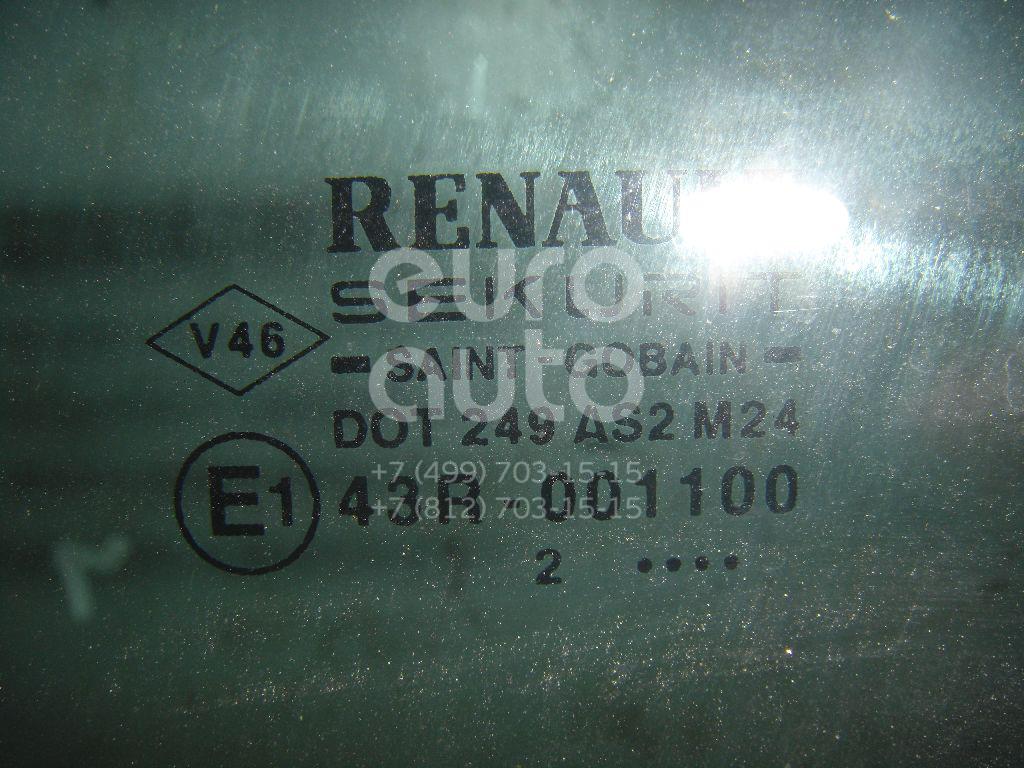 RENAULT
SEKURIT
V46
SAINT-GOBAIN
DOT 249 AS2 M24
E1 43R-001100
2 ····
euro
auto
+7 (499) 703-15-15
+7 (812) 703-15-15